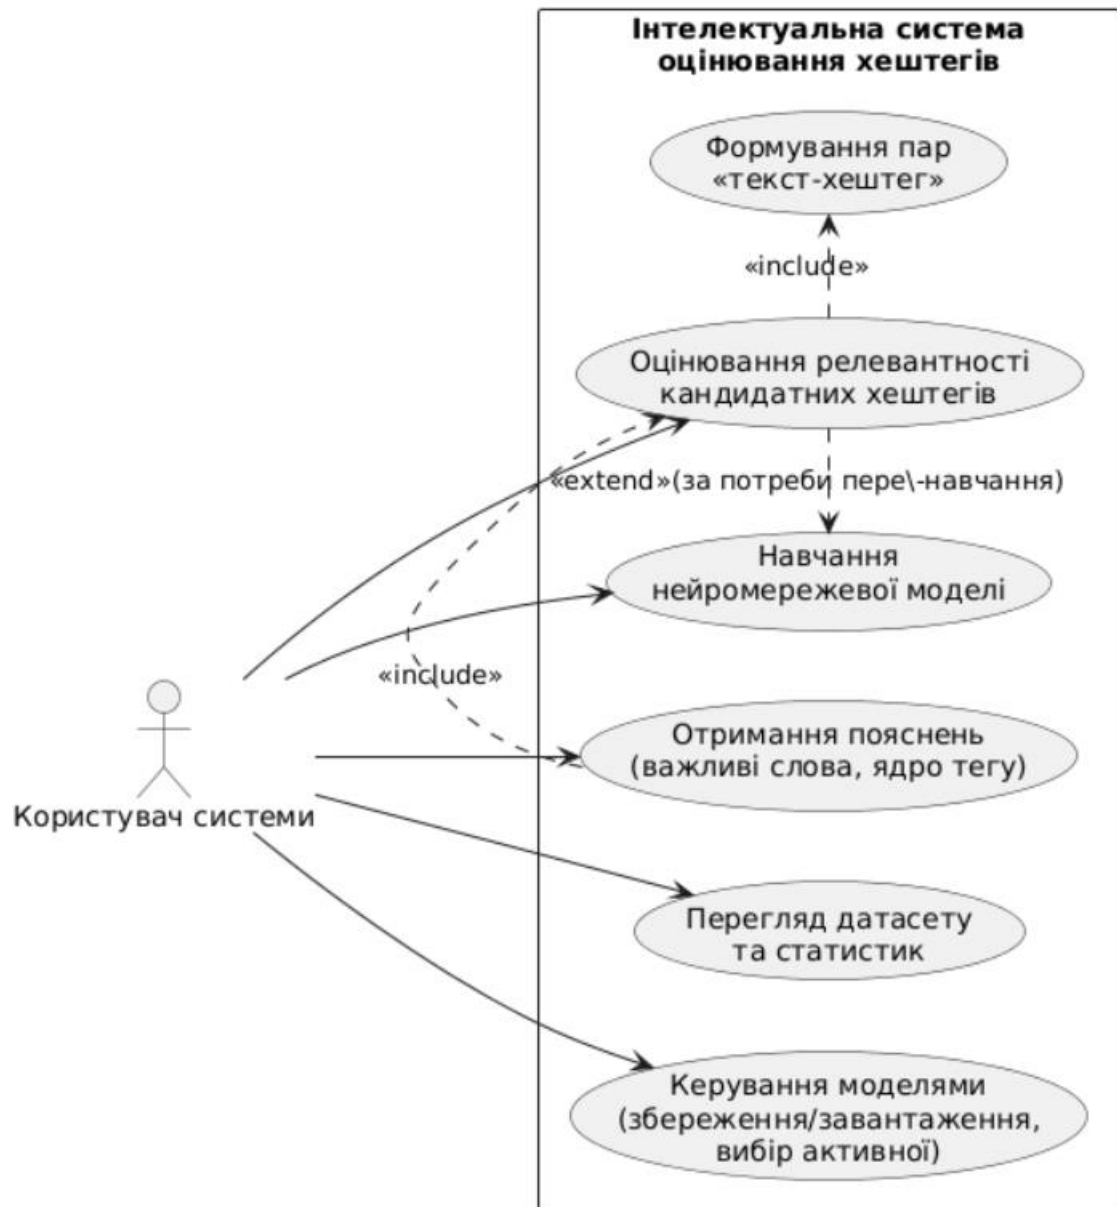 Інтелектуальна система
оцінювання хештегів
Формування пар
«текст-хештег»
«include»
Оцінювання релевантності
кандидатних хештегів
«extend»(за потреби пере\-навчання)
Навчання
нейромережевої моделі
«include»
Отримання пояснень
(важливі слова, ядро тегу)
Користувач системи
Перегляд датасету
та статистик
Керування моделями
(збереження/завантаження,
вибір активної)